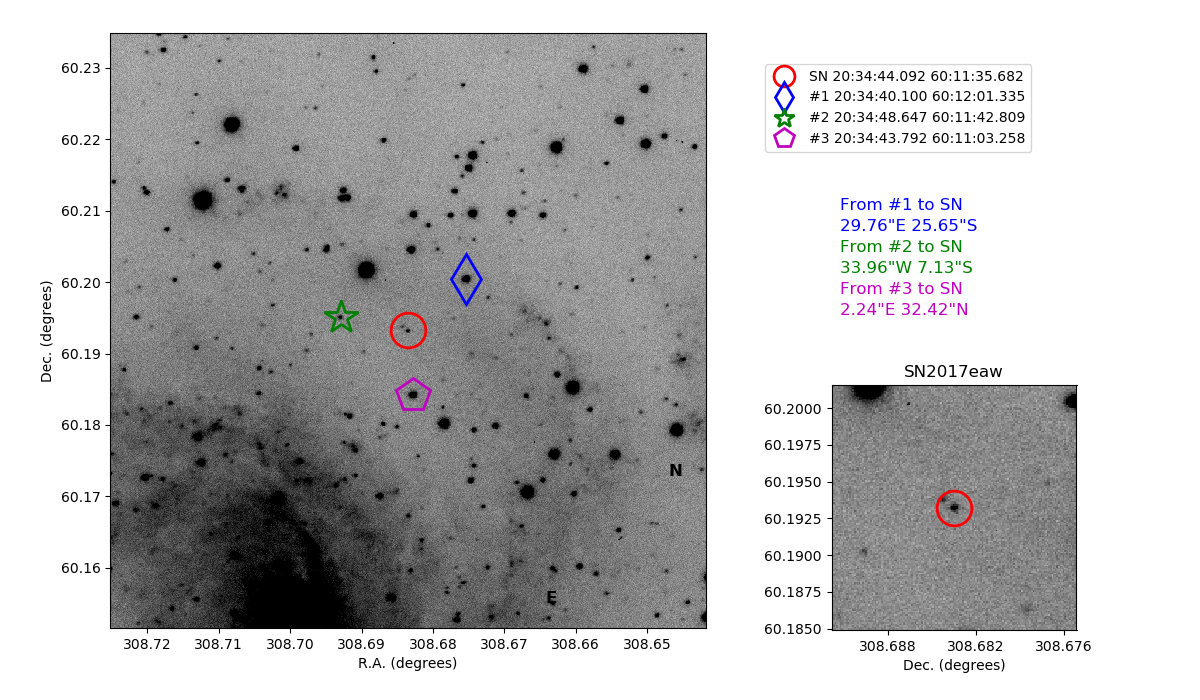 60.23
60.22
60.21
60.20
60.19
60.18
60.17
60.16
Dec. (degrees)
308.72 308.71 308.70 308.69 308.68 308.67 308.66 308.65
R.A. (degrees)
N
E
SN 20:34:44.092 60:11:35.682
#1 20:34:40.100 60:12:01.335
#2 20:34:48.647 60:11:42.809
#3 20:34:43.792 60:11:03.258
From #1 to SN
29.76"E 25.65"S
From #2 to SN
33.96"W 7.13"S
From #3 to SN
2.24"E 32.42"N
SN2017eaw
60.2000
60.1975
60.1950
60.1925
60.1900
60.1875
60.1850
308.688 308.682 308.676
Dec. (degrees)